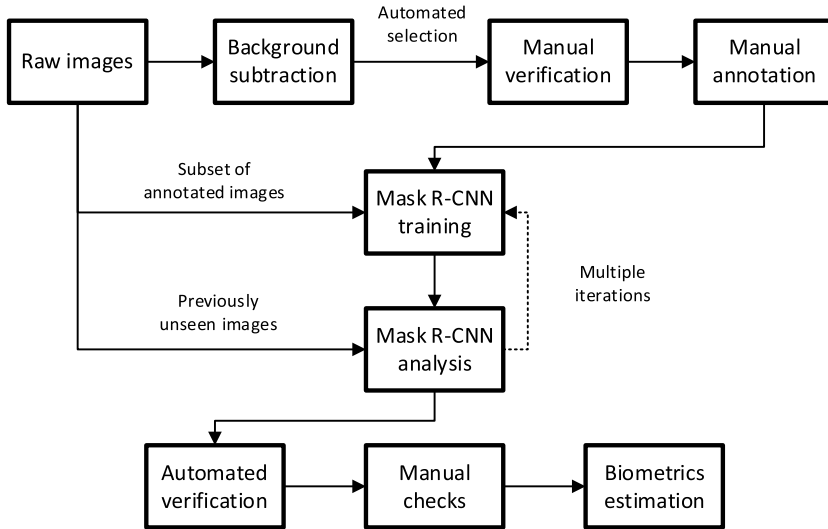 Raw images
Background
subtraction
Automated
selection
Manual
verification
Manual
annotation
Subset of
annotated images
Mask R-CNN
training
Multiple
iterations
Previously
unseen images
Mask R-CNN
analysis
Automated
verification
Manual
checks
Biometrics
estimation